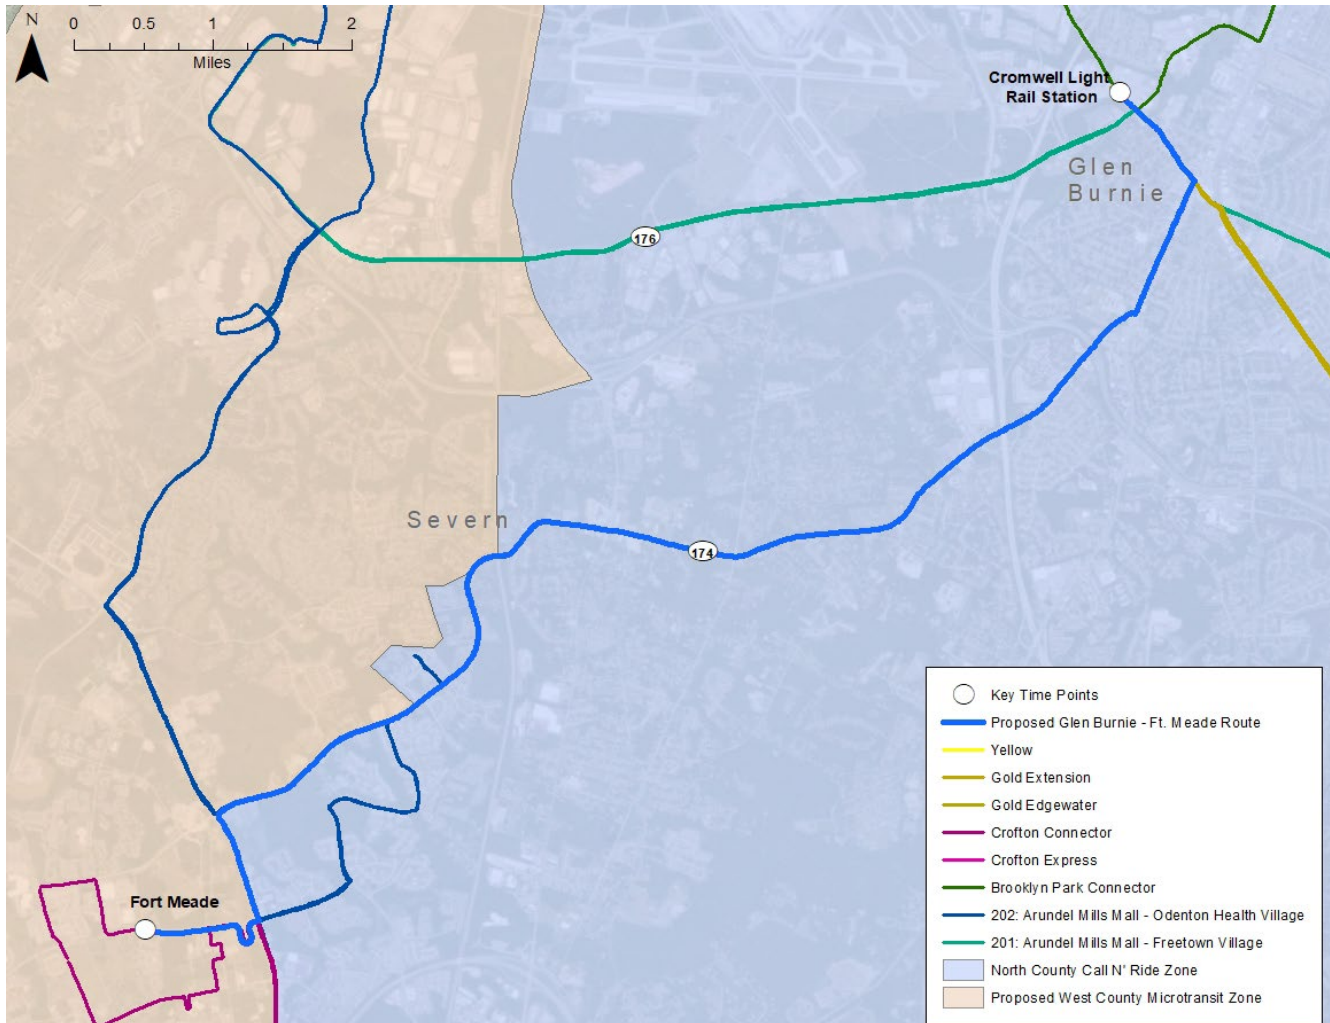 N
0 0.5 1 2
Miles
Cromwell Light
Rail Station
Glen
Burnie
176
Severn
174
Fort Meade
Key Time Points
Proposed Glen Burnie - Ft. Meade Route
Yellow
Gold Extension
Gold Edgewater
Crofton Connector
Crofton Express
Brooklyn Park Connector
202: Arundel Mills Mall - Odenton Health Village
201: Arundel Mills Mall - Freetown Village
North County Call N' Ride Zone
Proposed West County Microtransit Zone